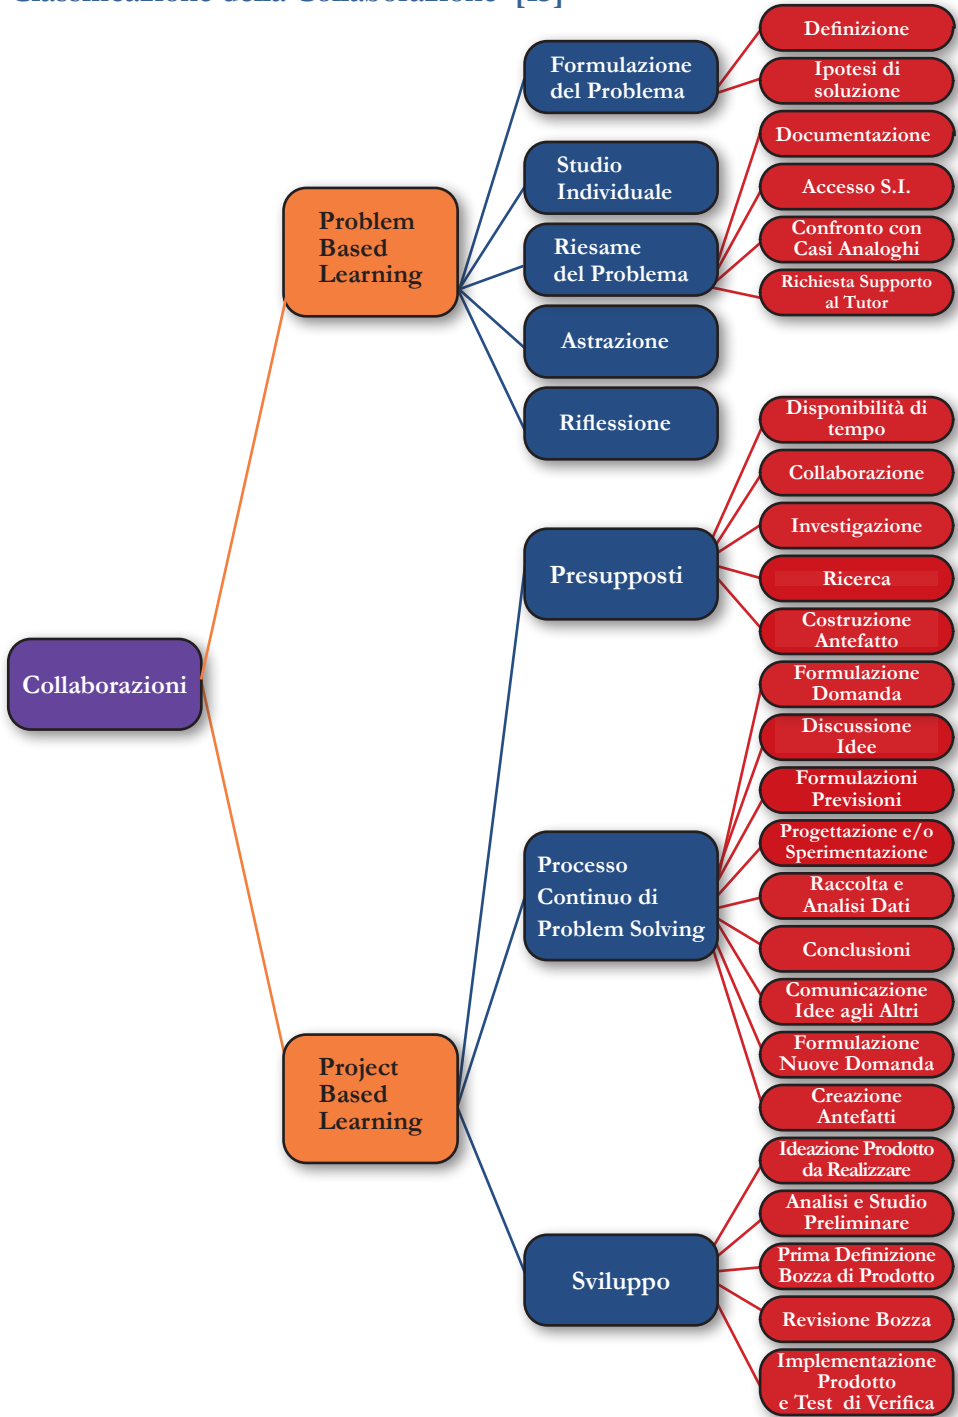 Classificazione della Collaborazione [15]
Definizione
Formulazione
del Problema
Ipotesi di
soluzione
Documentazione
Studio
Individuale
Accesso S.I.
Problem
Based
Learning
Riesame
del Problema
Confronto con
Casi Analoghi
Richiesta Supporto
al Tutor
Astrazione
Riflessione
Disponibilità di
tempo
Collaborazione
Investigazione
Presupposti
Ricerca
Costruzione
Antefatto
Collaborazioni
Formulazione
Domanda
Discussione
Idee
Formulazioni
Previsioni
Progettazione e/o
Sperimentazione
Processo
Continuo di
Problem Solving
Raccolta e
Analisi Dati
Conclusioni
Comunicazione
Idee agli Altri
Formulazione
Nuove Domanda
Project
Based
Learning
Creazione
Antefatti
Ideazione Prodotto
da Realizzare
Analisi e Studio
Preliminare
Prima Definizione
Bozza di Prodotto
Sviluppo
Revisione Bozza
Implementazione
Prodotto
e Test di Verifica